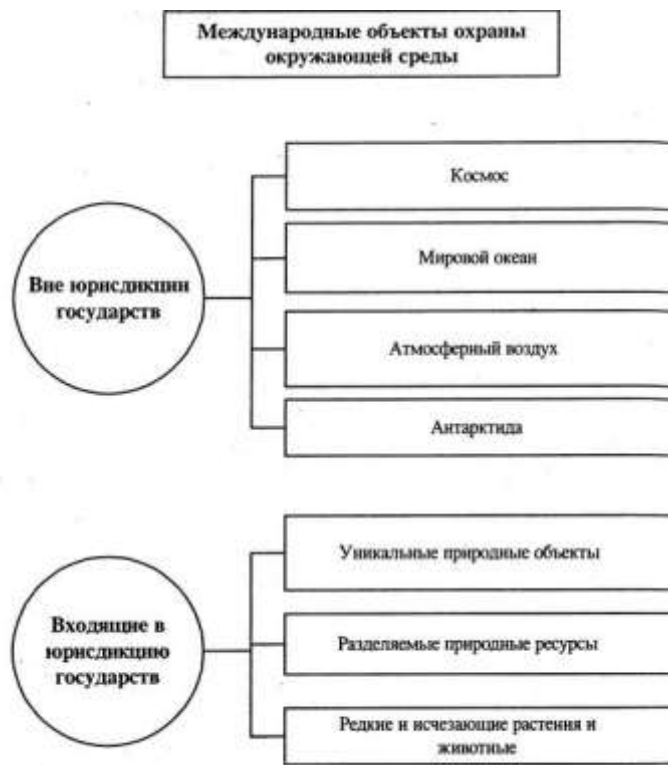 Международные объекты охраны
окружающей среды
Вне юрисдикции
государств
Космос
Мировой океан
Атмосферный воздух
Антарктида
Входящие в
юрисдикцию
государств
Уникальные природные объекты
Разделяемые природные ресурсы
Редкие и исчезающие растения и
животные